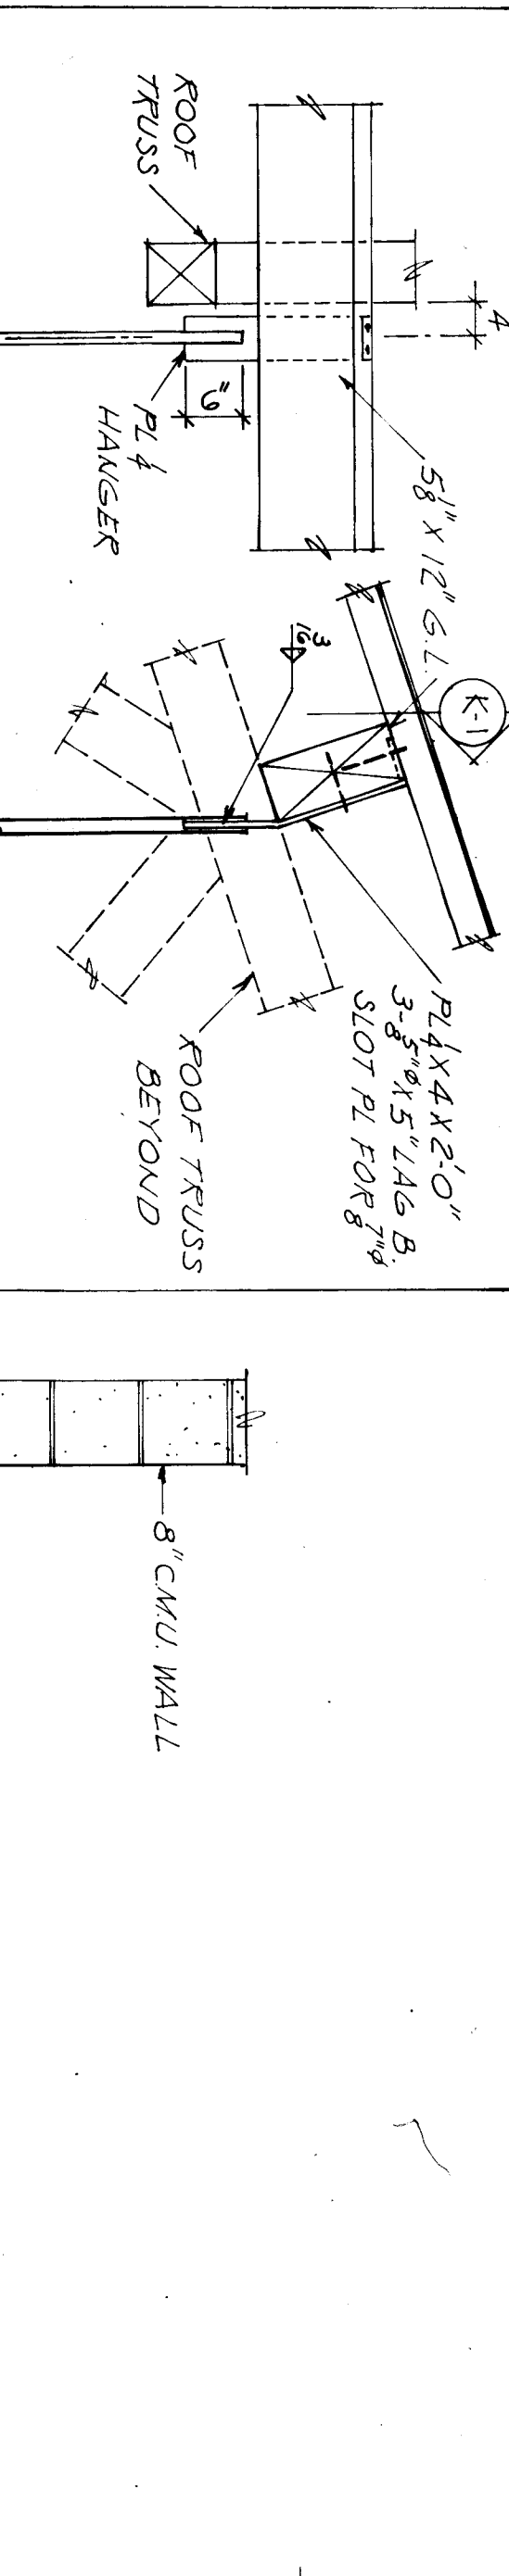 ROOF
TRUSS
4
6"
PL 1/4
HANGER
5 1/8" X 12" G.L.
K-1
3/16
PL 1/4 X 4 X 2'-0"
3-5/8"φ X 5" LAG B.
SLOT PL FOR 7/8"φ
ROOF TRUSS
BEYOND
8" C.M.U. WALL